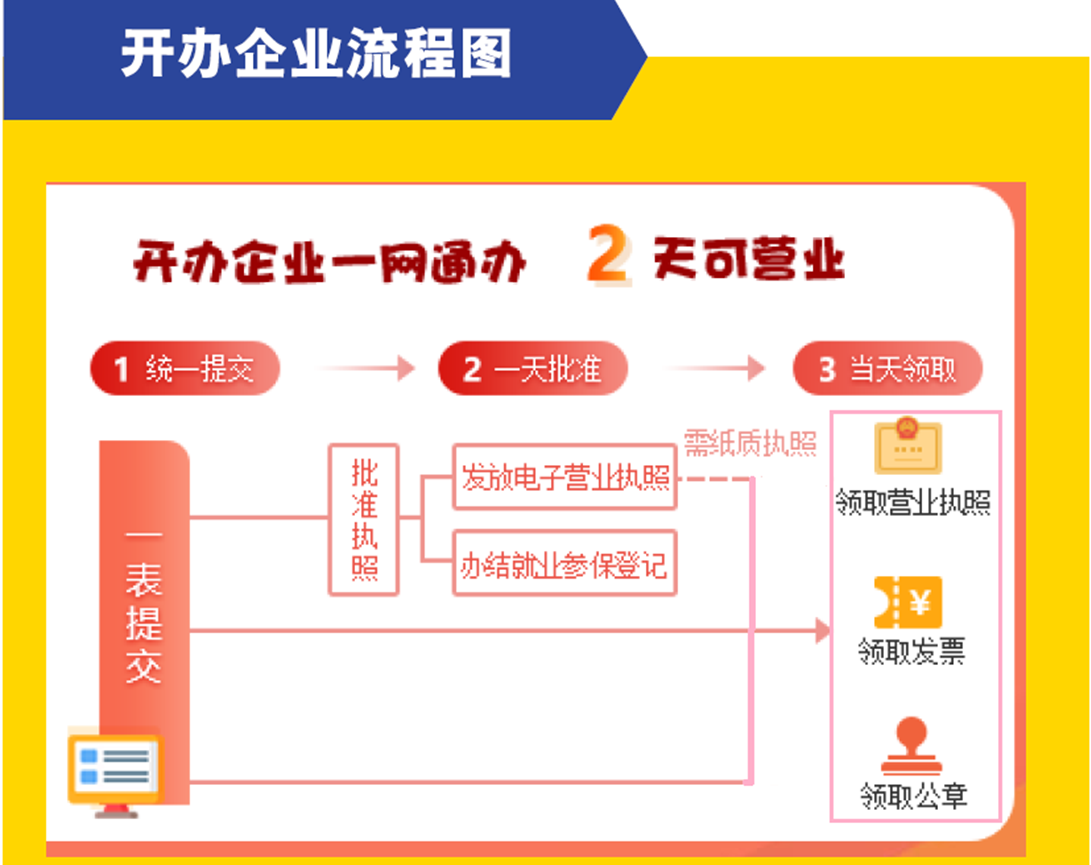 开办企业流程图
开办企业一网通办 2 天可营业
1 统一提交
2 一天批准
3 当天领取
一表提交
批准执照
发放电子营业执照
办结就业参保登记
需纸质执照
领取营业执照
¥
领取发票
领取公章